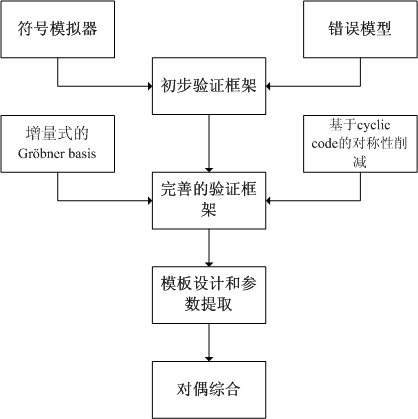 符号模拟器
错误模型
初步验证框架
增量式的
Gröbner basis
基于cyclic
code的对称性削
减
完善的验证框
架
模板设计和参
数提取
对偶综合